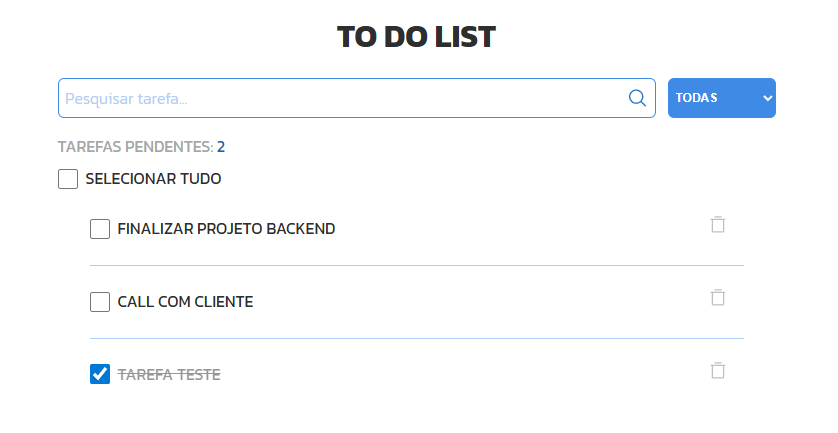 TO DO LIST
Pesquisar tarefa... TODAS
TAREFAS PENDENTES: 2
SELECIONAR TUDO
FINALIZAR PROJETO BACKEND
CALL COM CLIENTE
TAREFA TESTE